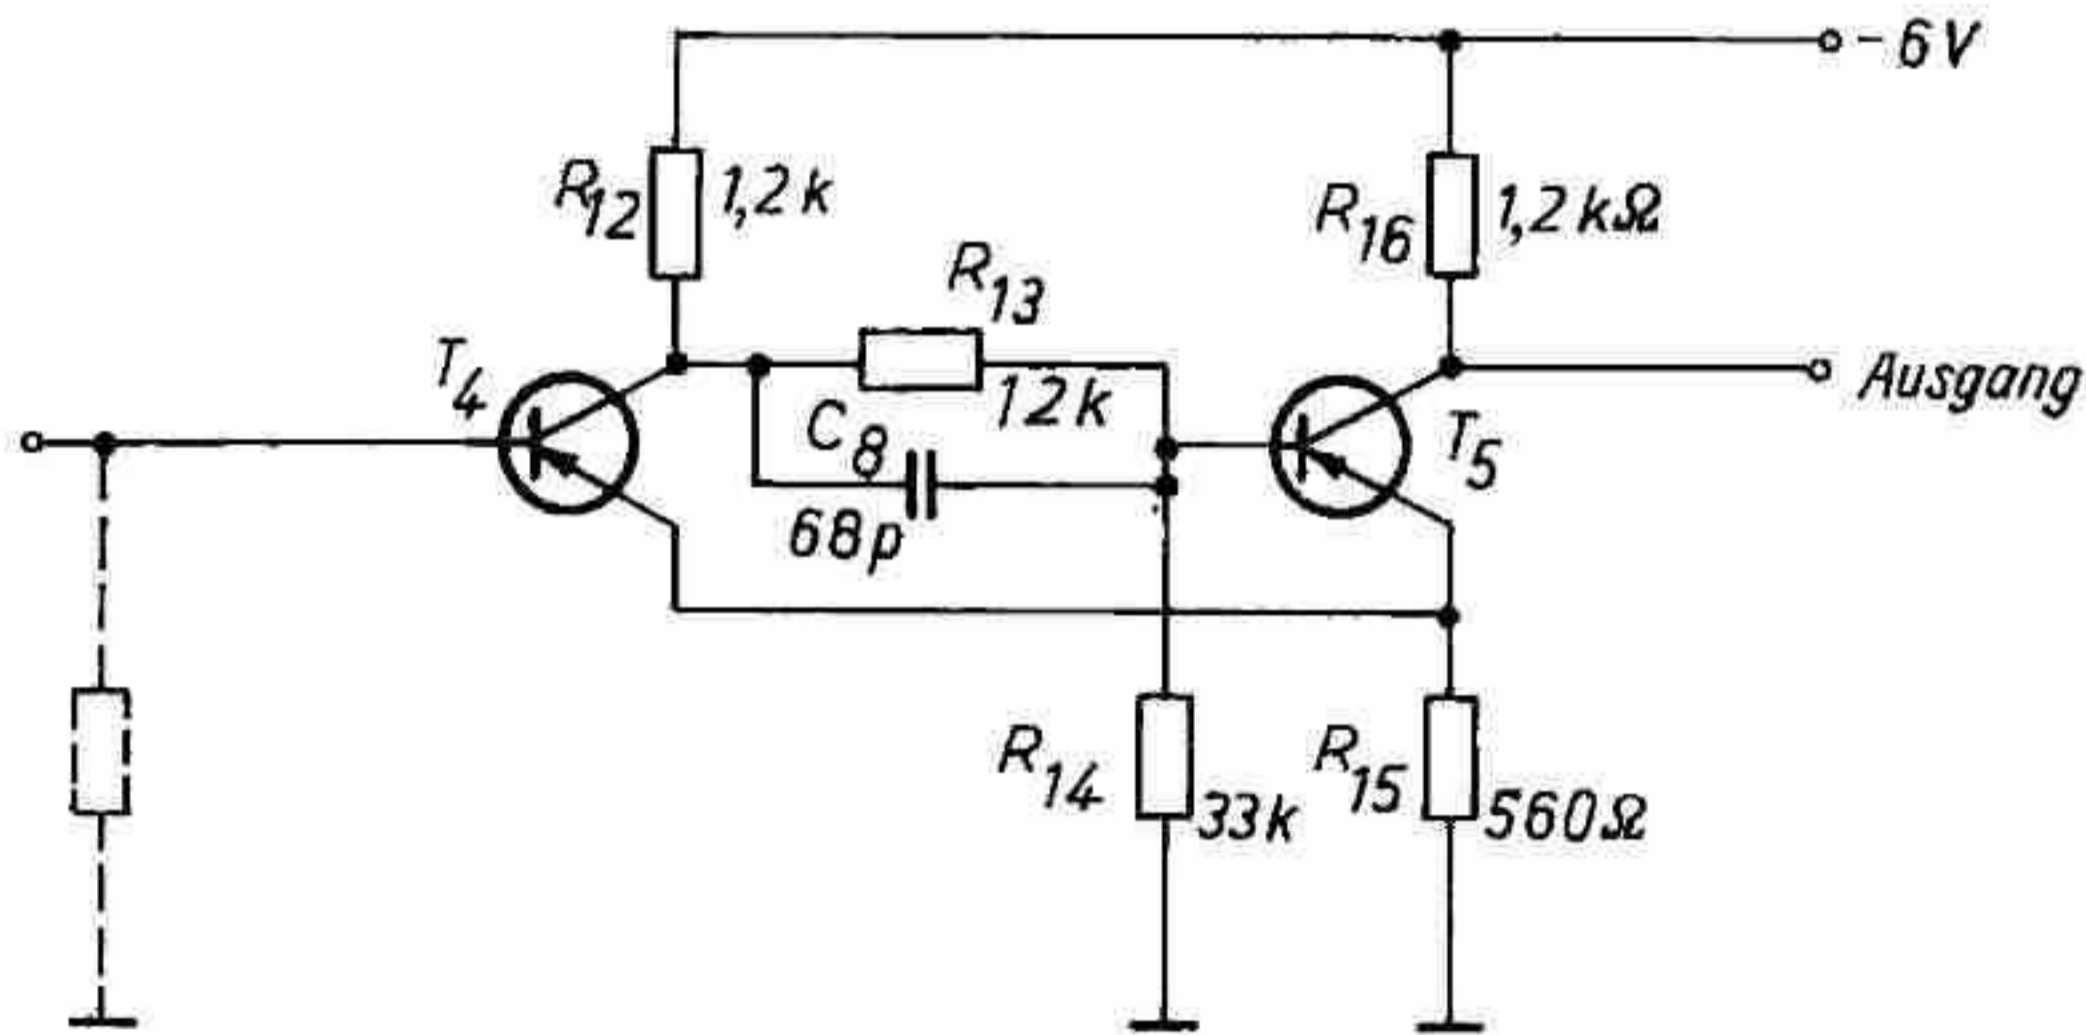 -6V
R12 1,2k
R16 1,2kΩ
R13
12k
T4
C8
68p
T5
Ausgang
R14
33k
R15
560Ω